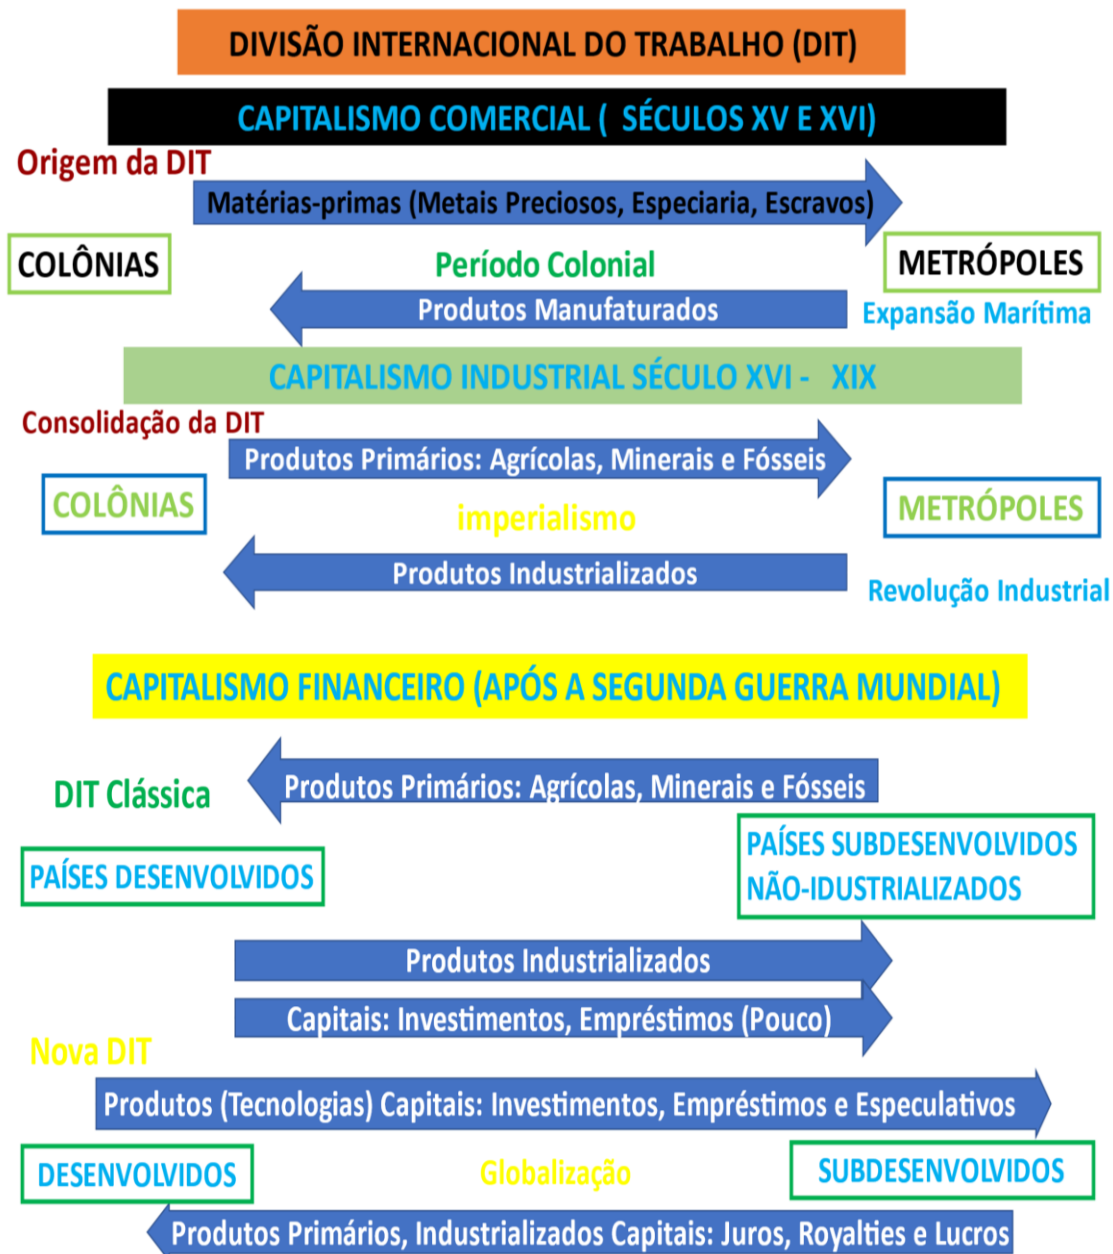 DIVISÃO INTERNACIONAL DO TRABALHO (DIT)
CAPITALISMO COMERCIAL ( SÉCULOS XV E XVI)
Origem da DIT
Matérias-primas (Metais Preciosos, Especiaria, Escravos)
COLÔNIAS
Período Colonial
METRÓPOLES
Produtos Manufaturados
Expansão Marítima
CAPITALISMO INDUSTRIAL SÉCULO XVI - XIX
Consolidação da DIT
Produtos Primários: Agrícolas, Minerais e Fósseis
COLÔNIAS
imperialismo
METRÓPOLES
Produtos Industrializados
Revolução Industrial
CAPITALISMO FINANCEIRO (APÓS A SEGUNDA GUERRA MUNDIAL)
Produtos Primários: Agrícolas, Minerais e Fósseis
DIT Clássica
PAÍSES DESENVOLVIDOS
PAÍSES SUBDESENVOLVIDOS
NÃO-IDUSTRIALIZADOS
Produtos Industrializados
Capitais: Investimentos, Empréstimos (Pouco)
Nova DIT
Produtos (Tecnologias) Capitais: Investimentos, Empréstimos e Especulativos
DESENVOLVIDOS
Globalização
SUBDESENVOLVIDOS
Produtos Primários, Industrializados Capitais: Juros, Royalties e Lucros